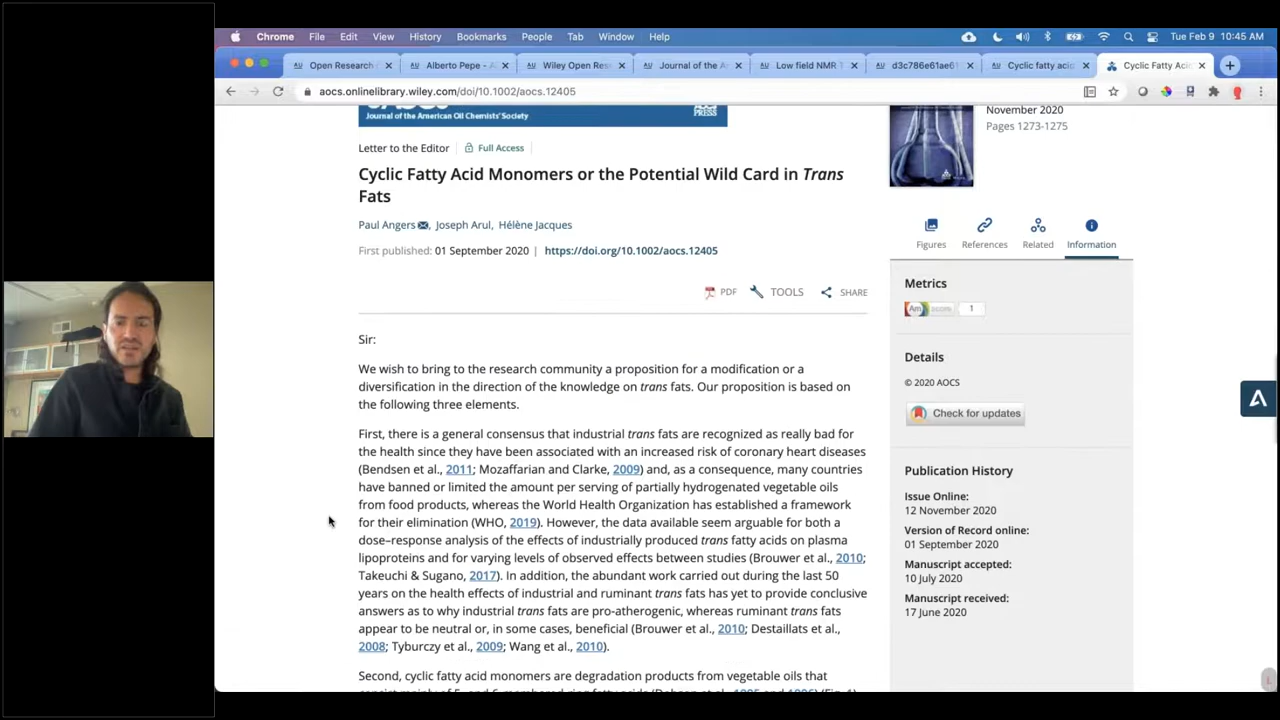 Chrome File Edit View History Bookmarks People Tab Window Help Tue Feb 9 10:45 AM
Open Research Alberto Pepe - Wiley Open Res Journal of the A Low field NMR d3c786e61ae61 Cyclic fatty acid Cyclic Fatty Aci
aocs.onlinelibrary.wiley.com/doi/10.1002/aocs.12405
Journal of the American Oil Chemists' Society
AOCS
PRESS
November 2020
Pages 1273-1275
Letter to the Editor Full Access
Cyclic Fatty Acid Monomers or the Potential Wild Card in Trans
Fats
Paul Angers, Joseph Arul, Hélène Jacques
First published: 01 September 2020 | https://doi.org/10.1002/aocs.12405
PDF TOOLS SHARE
Sir:
We wish to bring to the research community a proposition for a modification or a
diversification in the direction of the knowledge on trans fats. Our proposition is based on
the following three elements.
First, there is a general consensus that industrial trans fats are recognized as really bad for
the health since they have been associated with an increased risk of coronary heart diseases
(Bendsen et al., 2011; Mozaffarian and Clarke, 2009) and, as a consequence, many countries
have banned or limited the amount per serving of partially hydrogenated vegetable oils
from food products, whereas the World Health Organization has established a framework
for their elimination (WHO, 2019). However, the data available seem arguable for both a
dose–response analysis of the effects of industrially produced trans fatty acids on plasma
lipoproteins and for varying levels of observed effects between studies (Brouwer et al., 2010;
Takeuchi & Sugano, 2017). In addition, the abundant work carried out during the last 50
years on the health effects of industrial and ruminant trans fats has yet to provide conclusive
answers as to why industrial trans fats are pro-atherogenic, whereas ruminant trans fats
appear to be neutral or, in some cases, beneficial (Brouwer et al., 2010; Destaillats et al.,
2008; Tyburczy et al., 2009; Wang et al., 2010).
Second, cyclic fatty acid monomers are degradation products from vegetable oils that
Figures References Related Information
Metrics
Am score 1
Details
© 2020 AOCS
Check for updates
Publication History
Issue Online:
12 November 2020
Version of Record online:
01 September 2020
Manuscript accepted:
10 July 2020
Manuscript received:
17 June 2020